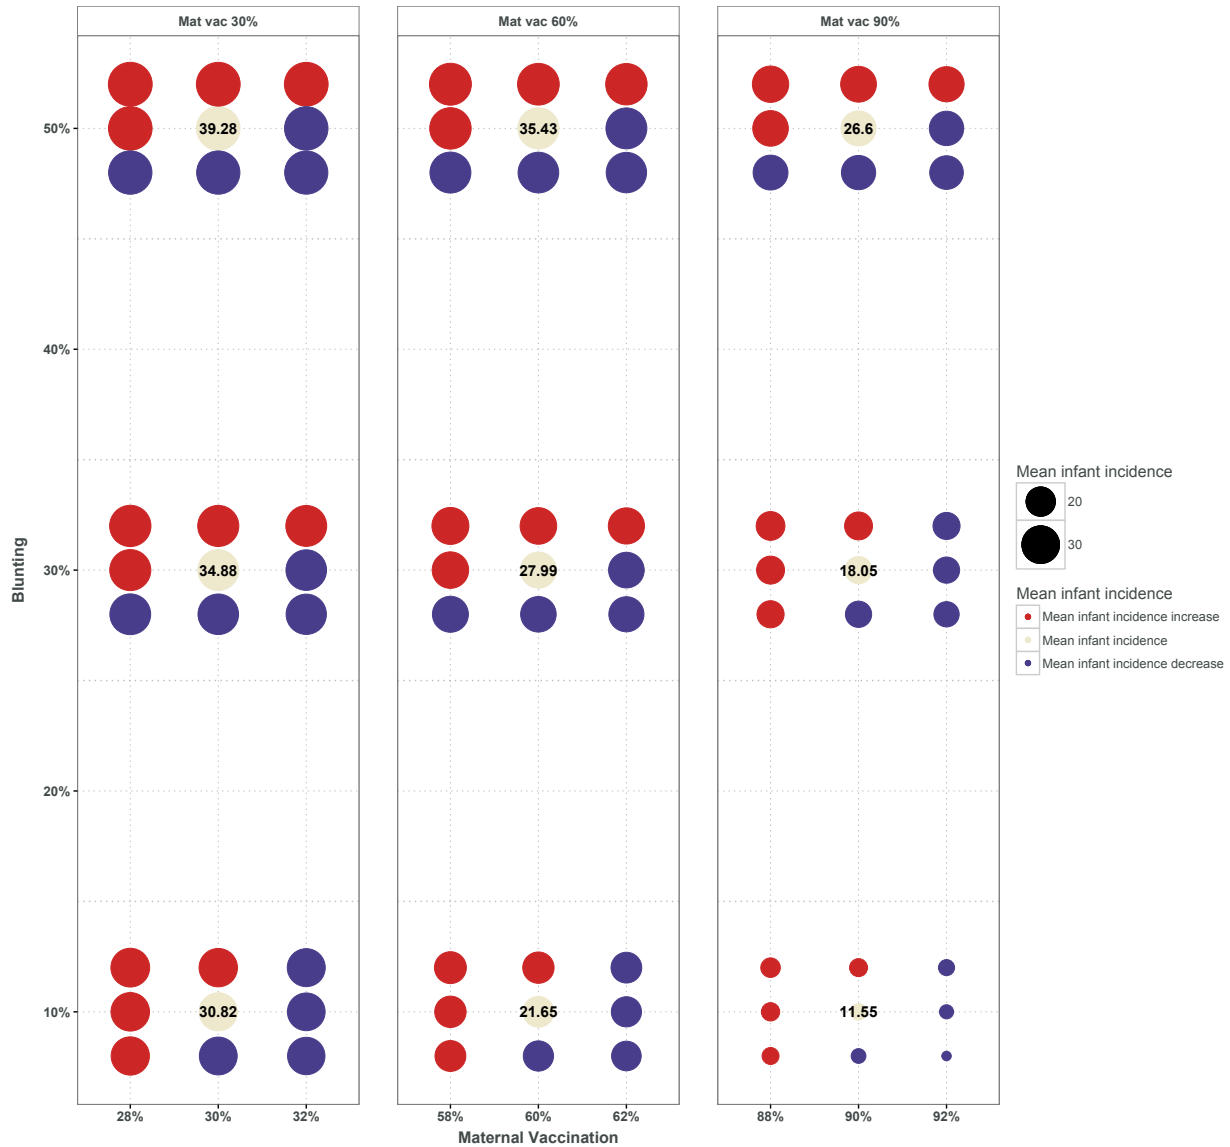 Mat vac 30%
Mat vac 60%
Mat vac 90%
50%
39.28
35.43
26.6
40%
30%
34.88
27.99
18.05
20%
10%
30.82
21.65
11.55
28%
30%
32%
58%
60%
62%
88%
90%
92%
Maternal Vaccination
Blunting
Mean infant incidence
20
30
Mean infant incidence
Mean infant incidence increase
Mean infant incidence
Mean infant incidence decrease